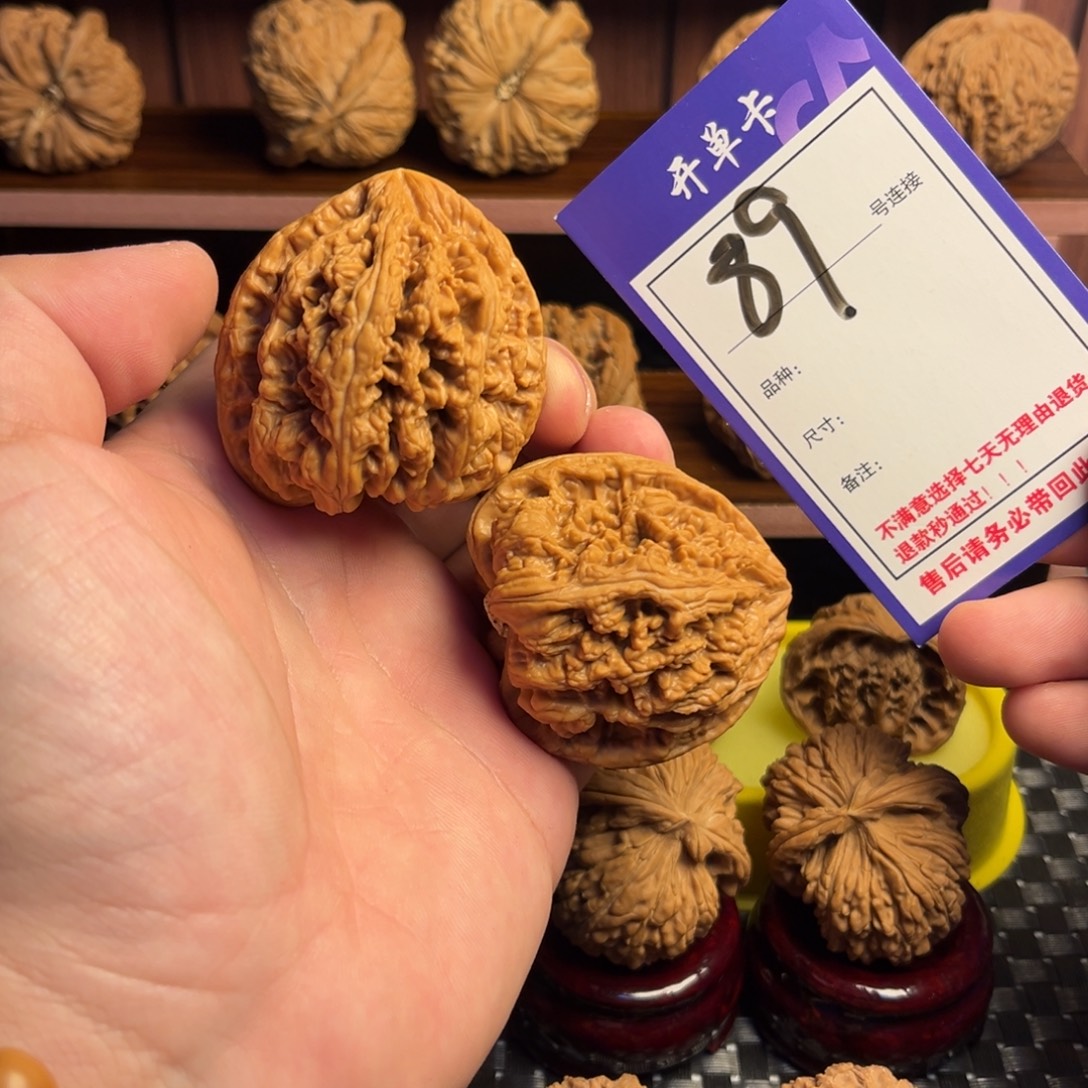 开单卡
89. 号连接
品种：
尺寸：
备注：
不满意选择七天无理由退货
退款秒通过！！！
售后请务必带回此